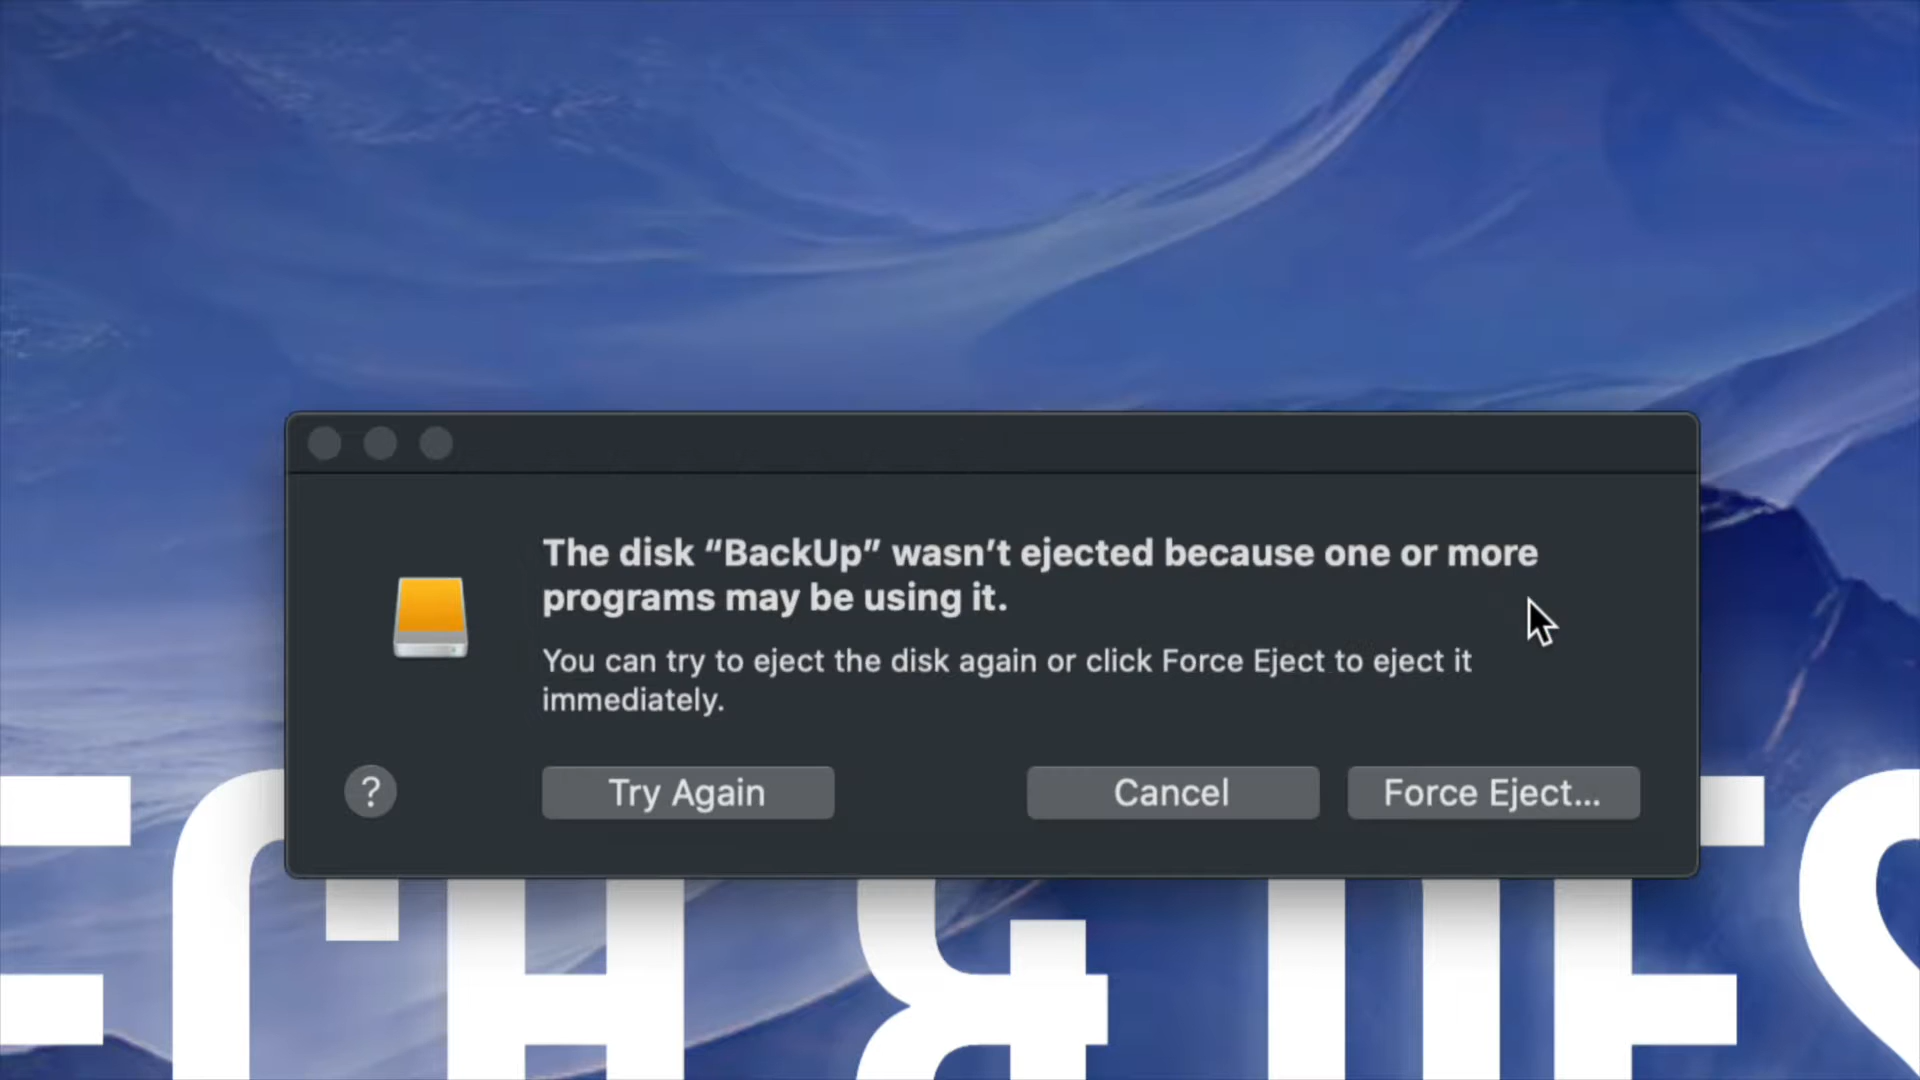 The disk “BackUp” wasn’t ejected because one or more
programs may be using it.
You can try to eject the disk again or click Force Eject to eject it
immediately.
?
Try Again
Cancel
Force Eject...